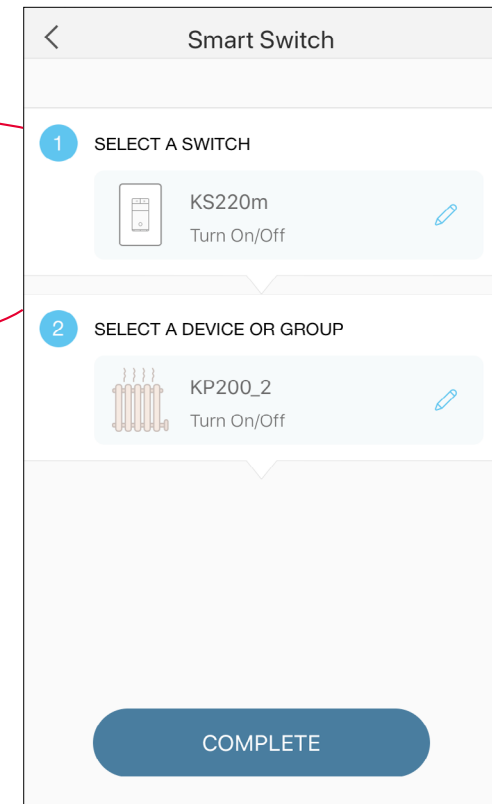 Smart Switch
1
SELECT A SWITCH
KS220m
Turn On/Off
2
SELECT A DEVICE OR GROUP
KP200_2
Turn On/Off
COMPLETE